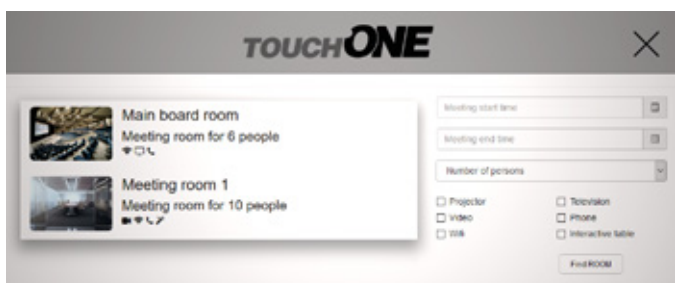 TOUCHONE
Main board room
Meeting room for 6 people
Meeting room 1
Meeting room for 10 people
Meeting start time
Meeting end time
Number of persons
Projector
Television
Video
Phone
Wifi
Interactive table
Find ROOM